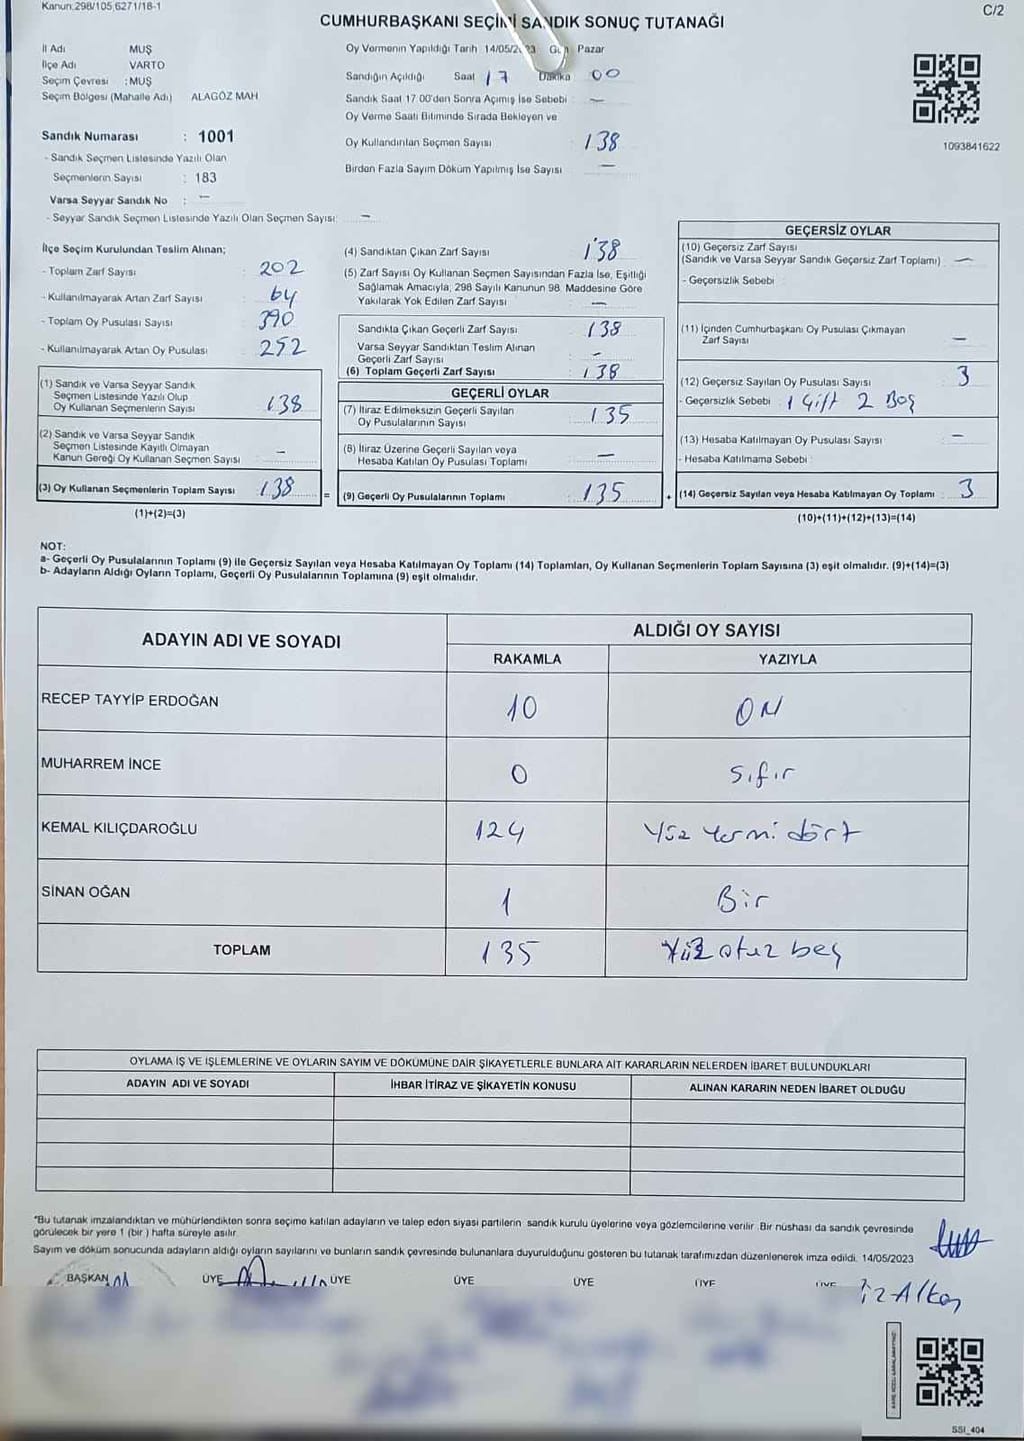 Kanun:298/105,6271/18-1
C/2
CUMHURBAŞKANI SEÇİMİ SANDIK SONUÇ TUTANAĞI
İl Adı MUŞ
İlçe Adı VARTO
Seçim Çevresi : MUŞ
Seçim Bölgesi (Mahalle Adı) ALAGÖZ MAH
Oy Vermenin Yapıldığı Tarih 14/05/2023 Gün Pazar
Sandığın Açıldığı Saat 17 Dakika 00
Sandık Saat 17 00'den Sonra Açımış İse Sebebi : —
Oy Verme Saati Bitiminde Sırada Bekleyen ve
Oy Kullandırılan Seçmen Sayısı 138
Birden Fazla Sayım Döküm Yapılmış İse Sayısı —
1093841622
Sandık Numarası : 1001
- Sandık Seçmen Listesinde Yazılı Olan
Seçmenlerin Sayısı : 183
Varsa Seyyar Sandık No : —
- Seyyar Sandık Seçmen Listesinde Yazılı Olan Seçmen Sayısı: —
İlçe Seçim Kurulundan Teslim Alınan;
- Toplam Zarf Sayısı : 202
- Kullanılmayarak Artan Zarf Sayısı : 64
- Toplam Oy Pusulası Sayısı : 390
- Kullanılmayarak Artan Oy Pusulası : 252
(1) Sandık ve Varsa Seyyar Sandık
Seçmen Listesinde Yazılı Olup
Oy Kullanan Seçmenlerin Sayısı : 138
(2) Sandık ve Varsa Seyyar Sandık
Seçmen Listesinde Kayıtlı Olmayan
Kanun Gereği Oy Kullanan Seçmen Sayısı —
(3) Oy Kullanan Seçmenlerin Toplam Sayısı 138
(1)+(2)=(3)
(4) Sandıktan Çıkan Zarf Sayısı 138
(5) Zarf Sayısı Oy Kullanan Seçmen Sayısından Fazla İse, Eşitliği
Sağlamak Amacıyla; 298 Sayılı Kanunun 98. Maddesine Göre
Yakılarak Yok Edilen Zarf Sayısı : —
Sandıkta Çıkan Geçerli Zarf Sayısı : 138
Varsa Seyyar Sandıktan Teslim Alınan
Geçerli Zarf Sayısı : —
(6) Toplam Geçerli Zarf Sayısı : 138
GEÇERLİ OYLAR
(7) İtiraz Edilmeksizin Geçerli Sayılan
Oy Pusulalarının Sayısı : 135
(8) İtiraz Üzerine Geçerli Sayılan veya
Hesaba Katılan Oy Pusulası Toplamı : —
= (9) Geçerli Oy Pusulalarının Toplamı : 135 +
GEÇERSİZ OYLAR
(10) Geçersiz Zarf Sayısı
(Sandık ve Varsa Seyyar Sandık Geçersiz Zarf Toplamı) : —
- Geçersizlik Sebebi :
(11) İçinden Cumhurbaşkanı Oy Pusulası Çıkmayan
Zarf Sayısı —
(12) Geçersiz Sayılan Oy Pusulası Sayısı : 3
- Geçersizlik Sebebi : 1 Çift 2 Boş
(13) Hesaba Katılmayan Oy Pusulası Sayısı : —
- Hesaba Katılmama Sebebi :
(14) Geçersiz Sayılan veya Hesaba Katılmayan Oy Toplamı : 3
(10)+(11)+(12)+(13)=(14)
NOT:
a- Geçerli Oy Pusulalarının Toplamı (9) ile Geçersiz Sayılan veya Hesaba Katılmayan Oy Toplamı (14) Toplamları, Oy Kullanan Seçmenlerin Toplam Sayısına (3) eşit olmalıdır. (9)+(14)=(3)
b- Adayların Aldığı Oyların Toplamı, Geçerli Oy Pusulalarının Toplamına (9) eşit olmalıdır.
ADAYIN ADI VE SOYADI
ALDIĞI OY SAYISI
RAKAMLA YAZIYLA
RECEP TAYYİP ERDOĞAN 10 ON
MUHARREM İNCE 0 sıfır
KEMAL KILIÇDAROĞLU 124 Yüz Yermi dört
SİNAN OĞAN 1 Bir
TOPLAM 135 Yüz otuz beş
OYLAMA İŞ VE İŞLEMLERİNE VE OYLARIN SAYIM VE DÖKÜMÜNE DAİR ŞİKAYETLERLE BUNLARA AİT KARARLARIN NELERDEN İBARET BULUNDUKLARI
ADAYIN ADI VE SOYADI İHBAR İTİRAZ VE ŞİKAYETİN KONUSU ALINAN KARARIN NEDEN İBARET OLDUĞU
*Bu tutanak imzalandıktan ve mühürlendikten sonra seçime katılan adayların ve talep eden siyasi partilerin sandık kurulu üyelerine veya gözlemcilerine verilir. Bir nüshası da sandık çevresinde
görülecek bir yere 1 (bir ) hafta süreyle asılır.
Sayım ve döküm sonucunda adayların aldığı oyların sayılarını ve bunların sandık çevresinde bulunanlara duyurulduğunu gösteren bu tutanak tarafımızdan düzenlenerek imza edildi. 14/05/2023
BAŞKAN ÜYE ÜYE ÜYE ÜYE ÜYE ÜYE
SSI_404